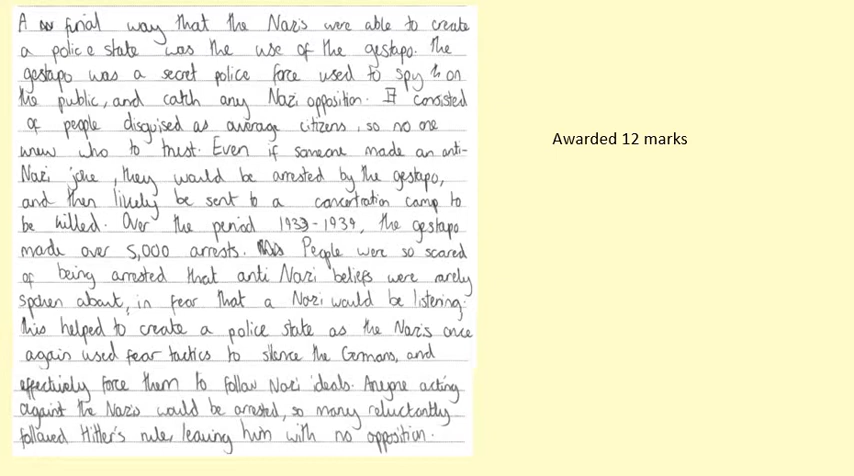 A final way that the Nazis were able to create
a police state was the use of the gestapo. The
gestapo was a secret police force used to spy on
the public, and catch any Nazi opposition. It consisted
of people disguised as average citizens, so no one
knew who to trust. Even if someone made an anti-
Nazi joke, they would be arrested by the gestapo,
and then likely be sent to a concentration camp to
be killed. Over the period 1933-1939, the gestapo
made over 5,000 arrests. People were so scared
of being arrested that anti Nazi beliefs were rarely
spoken about, in fear that a Nazi would be listening.
This helped to create a police state as the Nazis once
again used fear tactics to silence the Germans, and
effectively force them to follow Nazi ideals. Anyone acting
against the Nazis would be arrested, so many reluctantly
followed Hitler's rule, leaving him with no opposition.
Awarded 12 marks